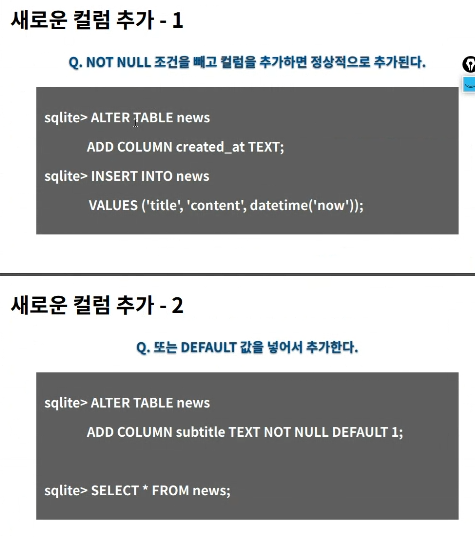 새로운 컬럼 추가 - 1
Q. NOT NULL 조건을 빼고 컬럼을 추가하면 정상적으로 추가된다.
sqlite> ALTER TABLE news
ADD COLUMN created_at TEXT;
sqlite> INSERT INTO news
VALUES ('title', 'content', datetime('now'));
새로운 컬럼 추가 - 2
Q. 또는 DEFAULT 값을 넣어서 추가한다.
sqlite> ALTER TABLE news
ADD COLUMN subtitle TEXT NOT NULL DEFAULT 1;
sqlite> SELECT * FROM news;